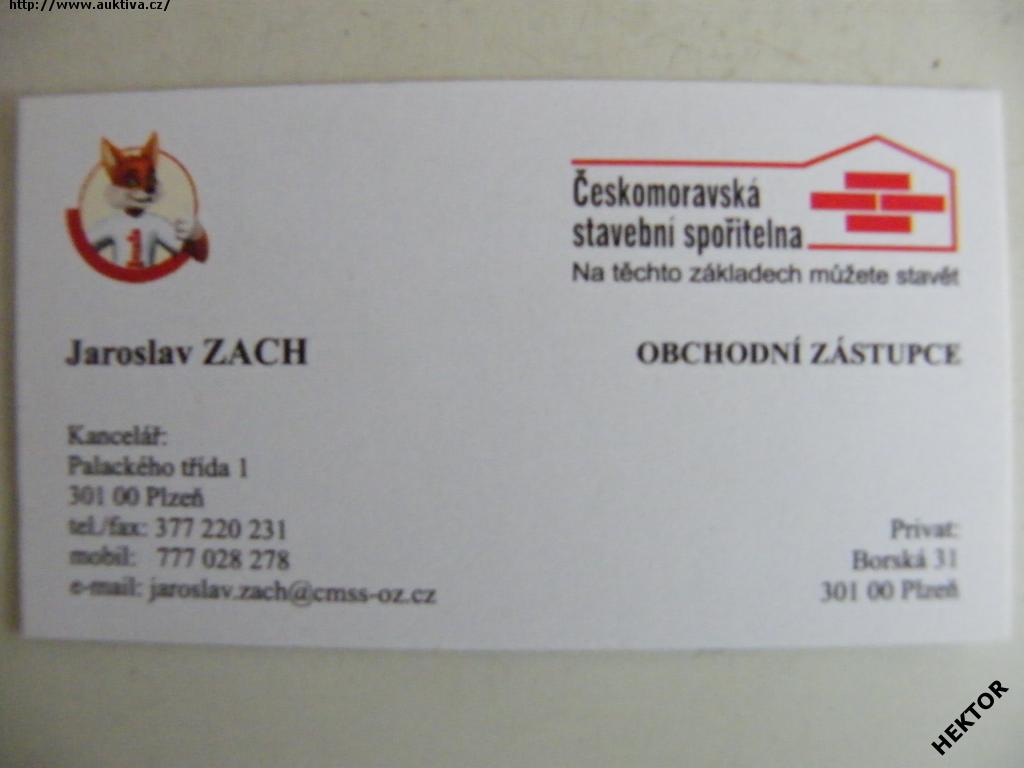 http://www.auktiva.cz/
1
Českomoravská
stavební spořitelna
Na těchto základech můžete stavět
Jaroslav ZACH
OBCHODNÍ ZÁSTUPCE
Kancelář:
Palackého třída 1
301 00 Plzeň
tel./fax: 377 220 231
mobil: 777 028 278
e-mail: jaroslav.zach@cmss-oz.cz
Privat:
Borská 31
301 00 Plzeň
HEKTOR